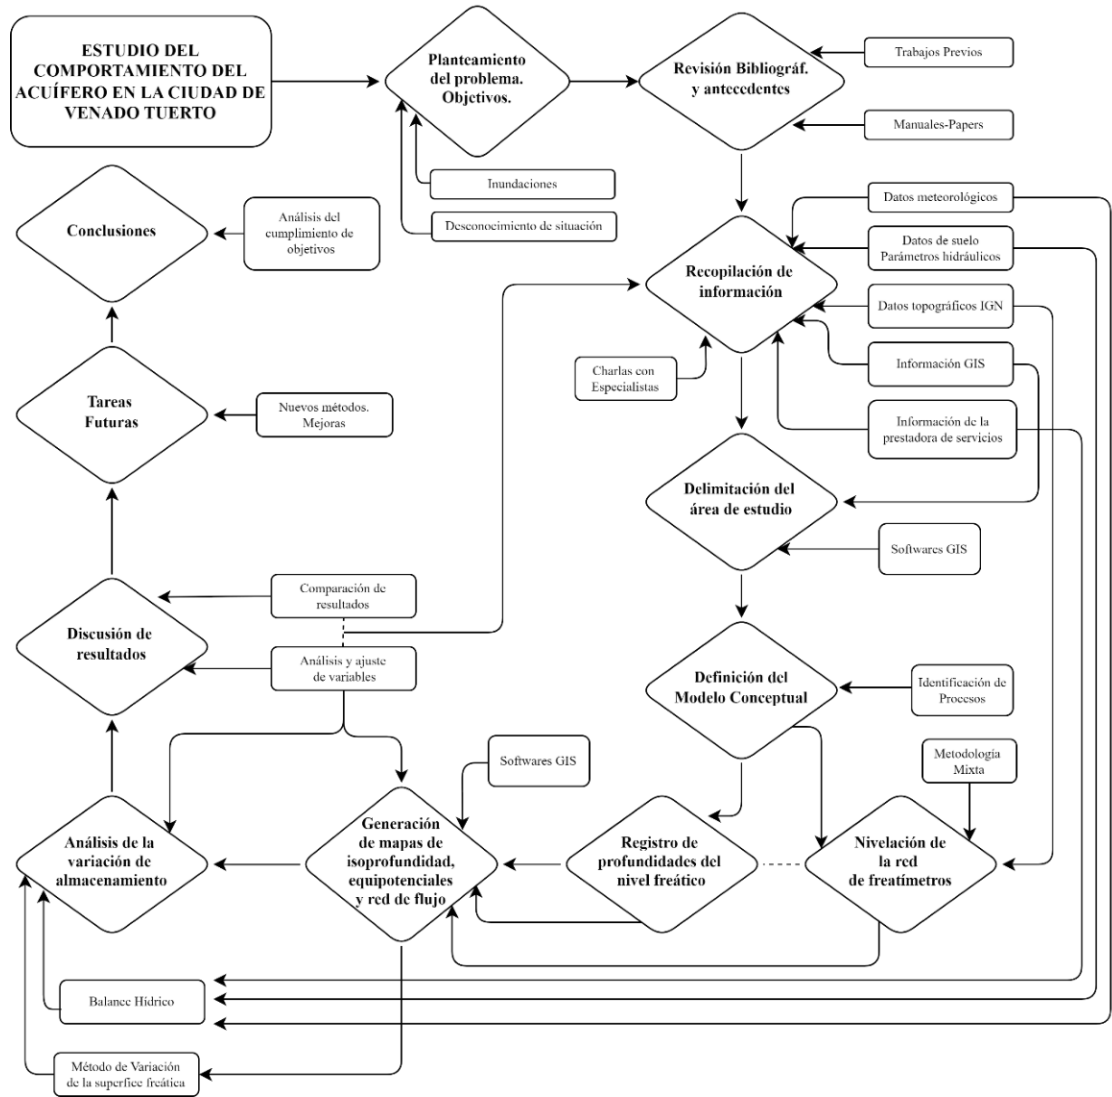 ESTUDIO DEL
COMPORTAMIENTO DEL
ACUÍFERO EN LA CIUDAD DE
VENADO TUERTO
Planteamiento
del problema.
Objetivos.
Revisión Bibliográf.
y antecedentes
Trabajos Previos
Manuales-Papers
Inundaciones
Desconocimiento de situación
Datos meteorológicos
Datos de suelo
Parámetros hidráulicos
Datos topográficos IGN
Información GIS
Información de la
prestadora de servicios
Recopilación de
información
Charlas con
Especialistas
Conclusiones
Análisis del
cumplimiento de
objetivos
Tareas
Futuras
Nuevos métodos.
Mejoras
Delimitación del
área de estudio
Softwares GIS
Discusión de
resultados
Comparación de
resultados
Análisis y ajuste
de variables
Definición del
Modelo Conceptual
Identificación de
Procesos
Metodología
Mixta
Softwares GIS
Análisis de la
variación de
almacenamiento
Generación
de mapas de
isoprofundidad,
equipotenciales
y red de flujo
Registro de
profundidades del
nivel freático
Nivelación de
la red
de freatímetros
Balance Hídrico
Método de Variación
de la superfice freática